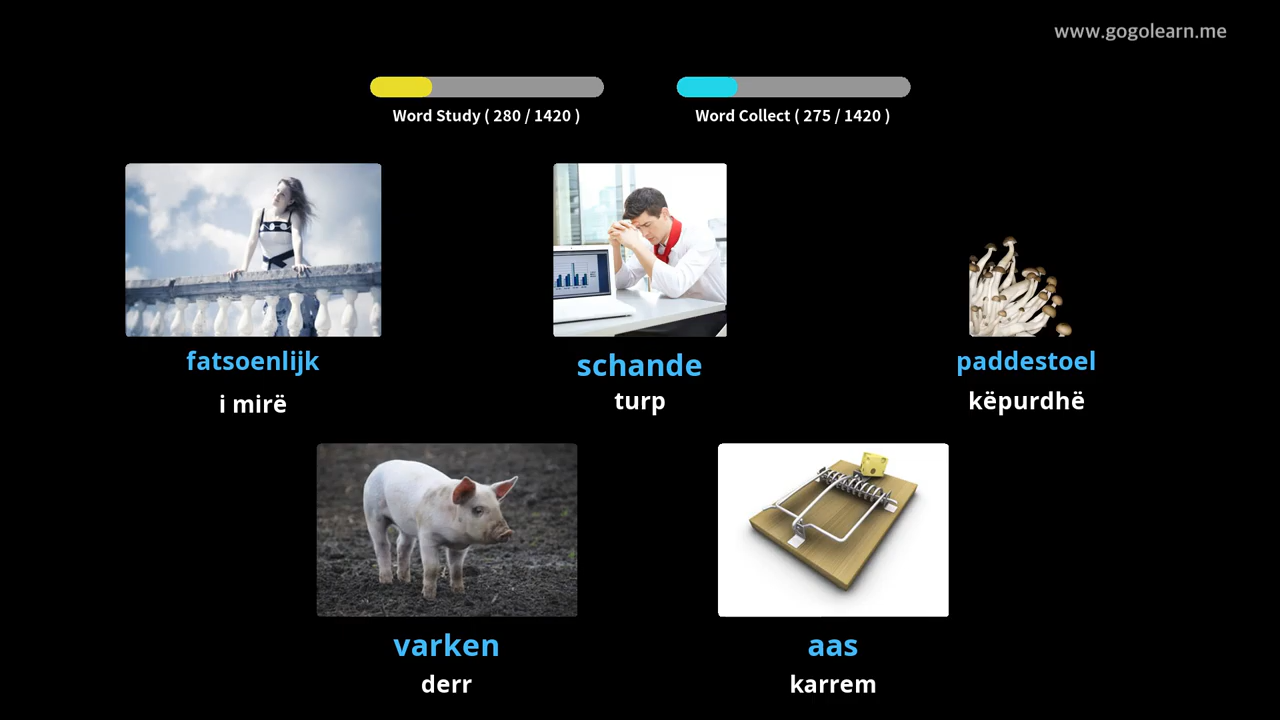 www.gogolearn.me
Word Study ( 280 / 1420 )
Word Collect ( 275 / 1420 )
fatsoenlijk
i mirë
schande
turp
paddestoel
këpurdhë
varken
derr
aas
karrem